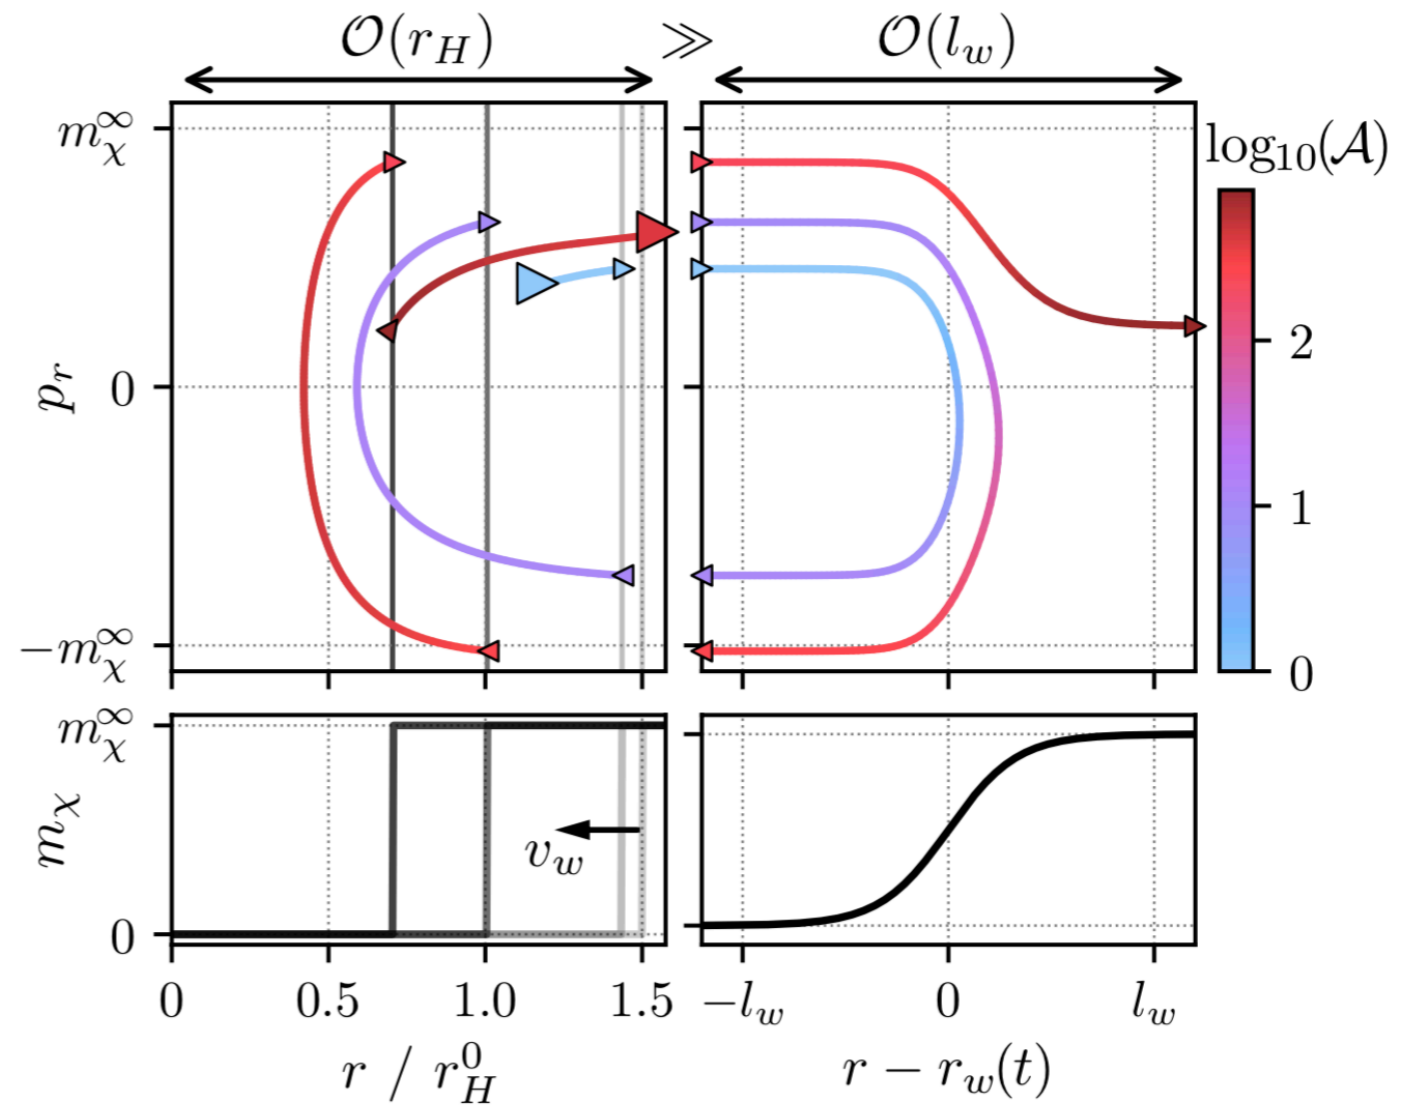 𝒪(r_H) ≫ 𝒪(l_w)
m_χ^∞
p_r
0
−m_χ^∞
log₁₀(𝒜)
2
1
0
m_χ^∞
m_χ
0
v_w
0 0.5 1.0 1.5
r / r_H^0
−l_w 0 l_w
r − r_w(t)